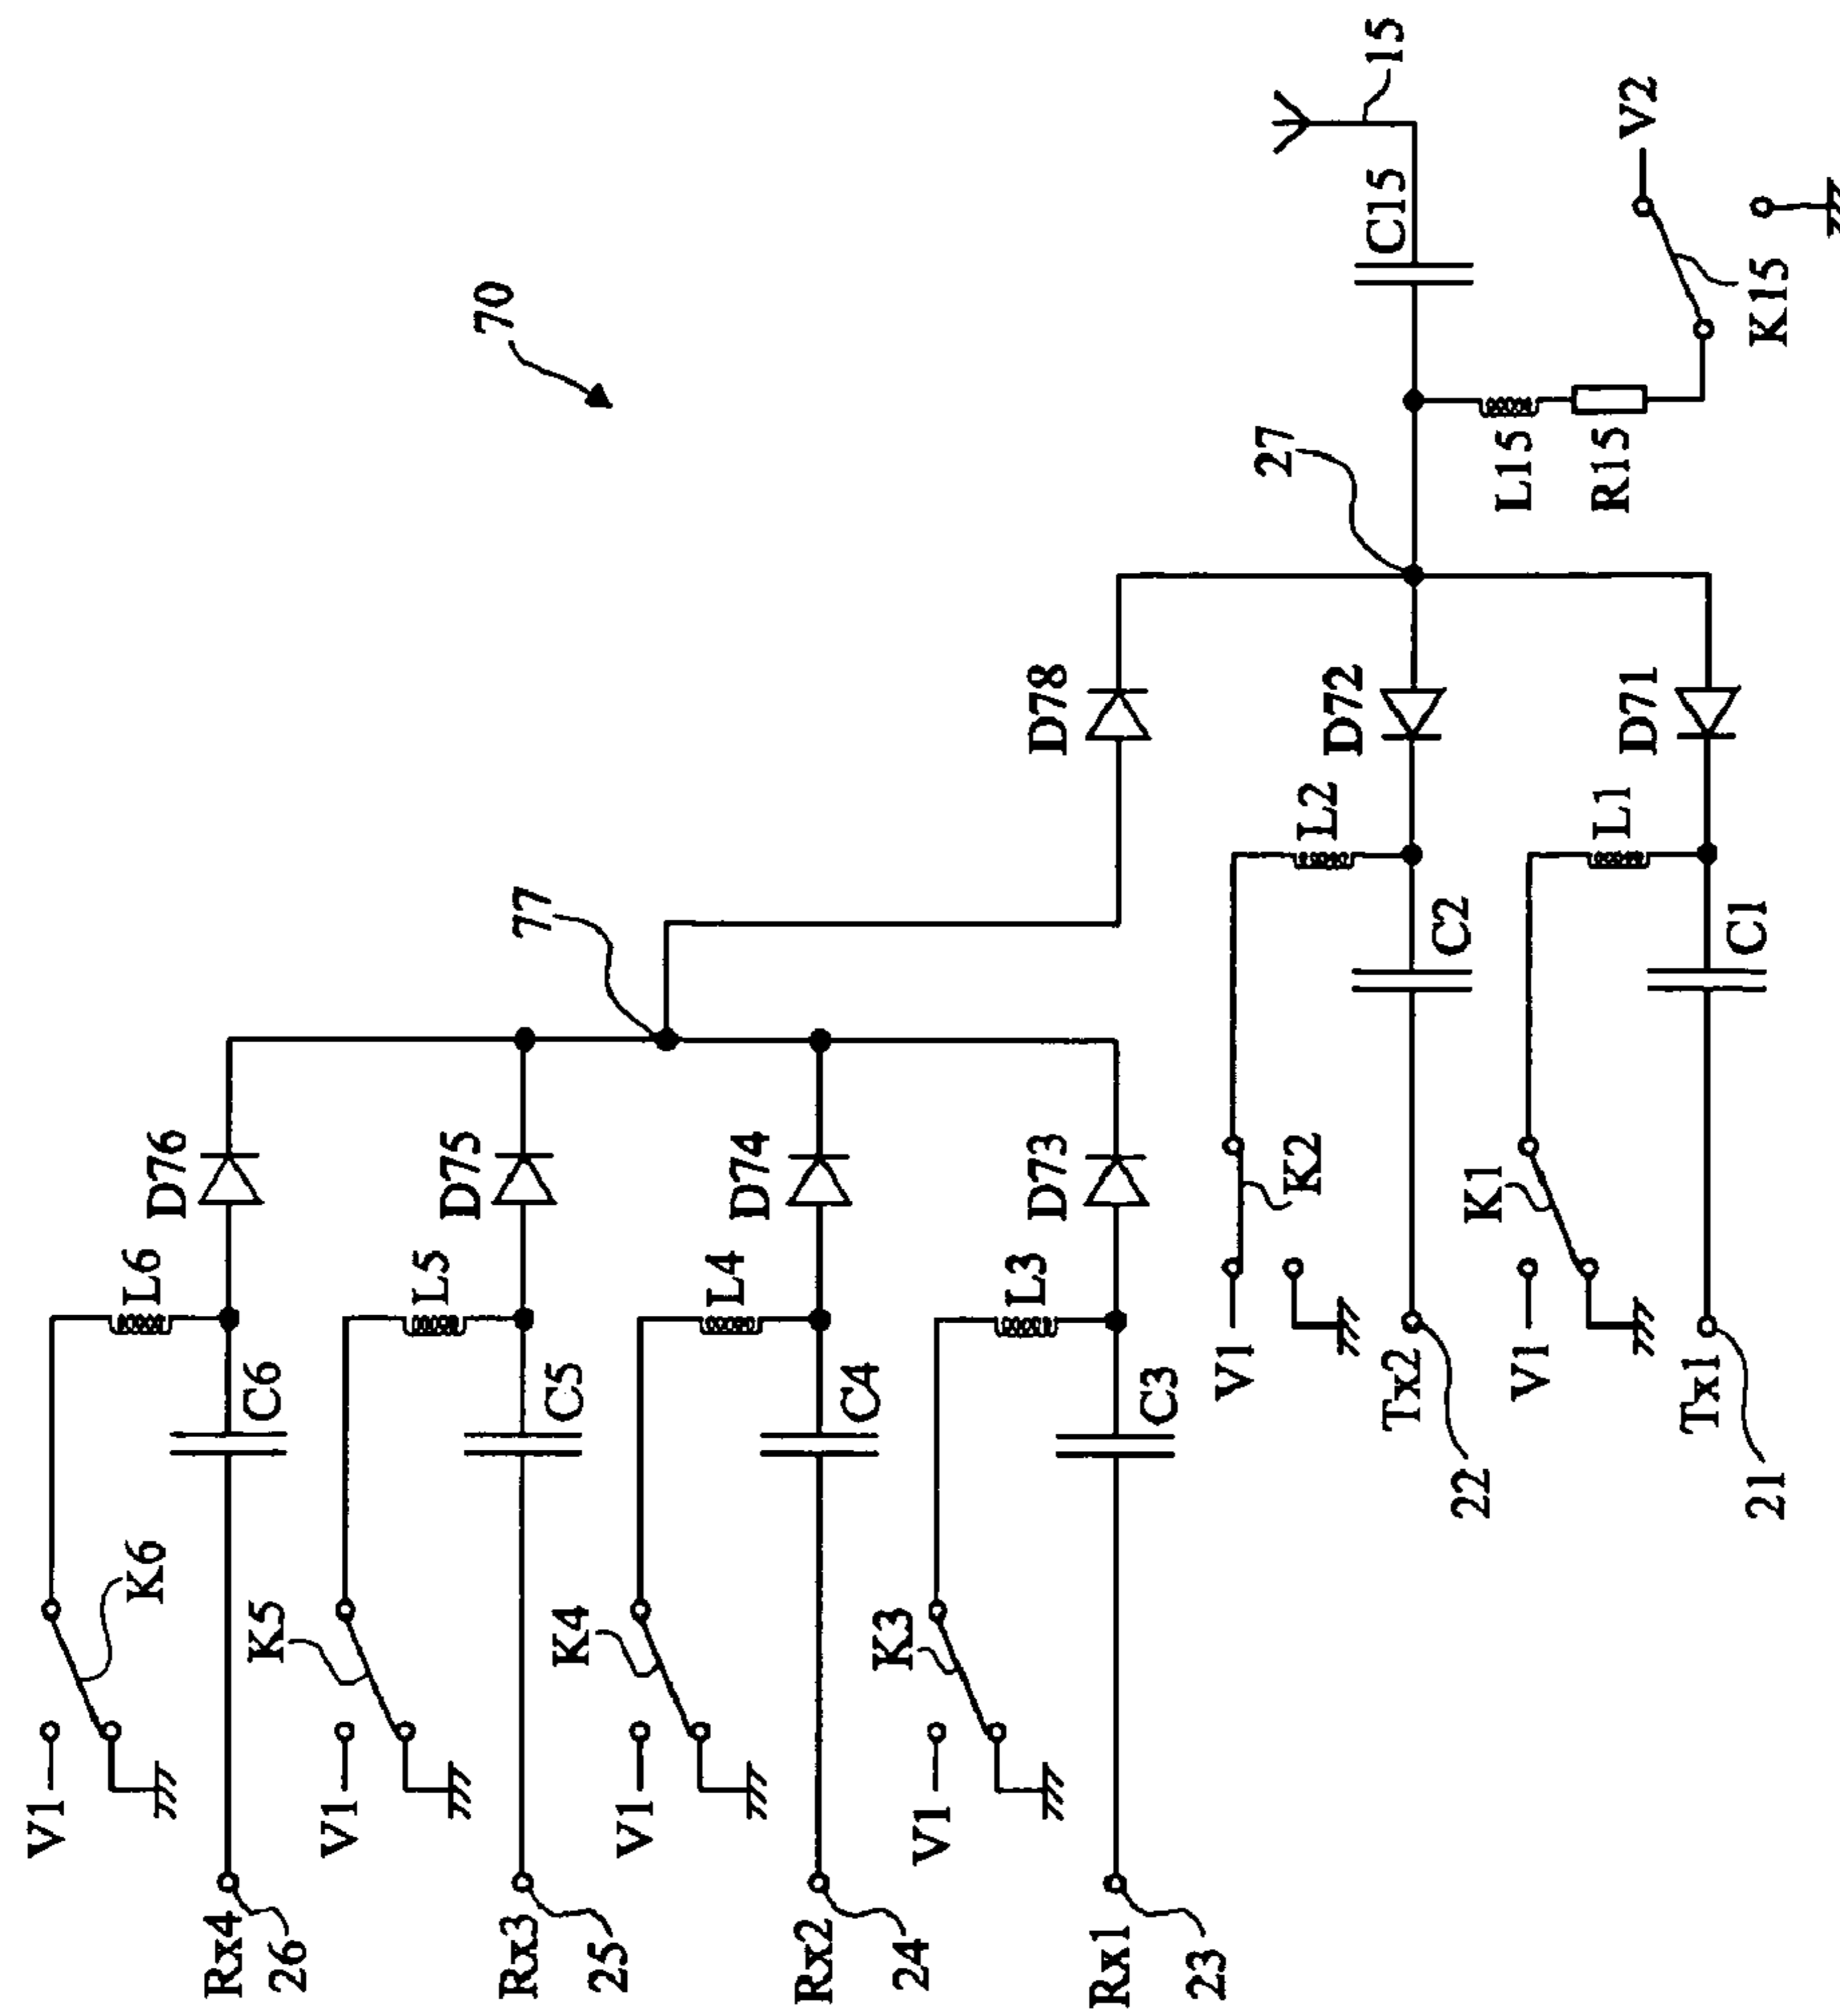 70
V1
K6
L6
D76
C6
Rx4
26
V1
K5
L5
D75
C5
Rx3
25
77
V1
K4
L4
D74
C4
Rx2
24
V1
K3
L3
D73
C3
Rx1
23
D78
27
V1
K2
L2
D72
C2
Tx2
22
V1
K1
L1
D71
C1
Tx1
21
C15
15
L15
R15
K15
V2